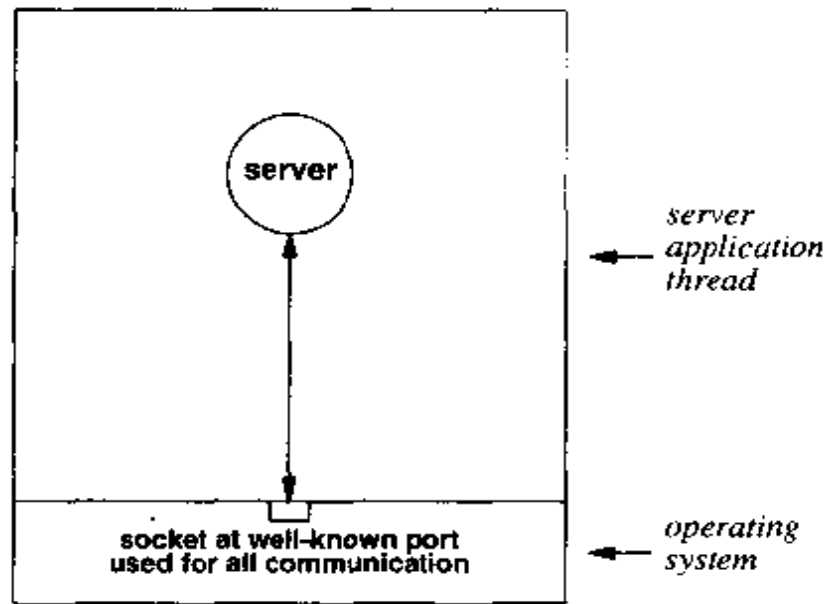 server
server
application
thread
socket at well-known port
used for all communication
operating
system